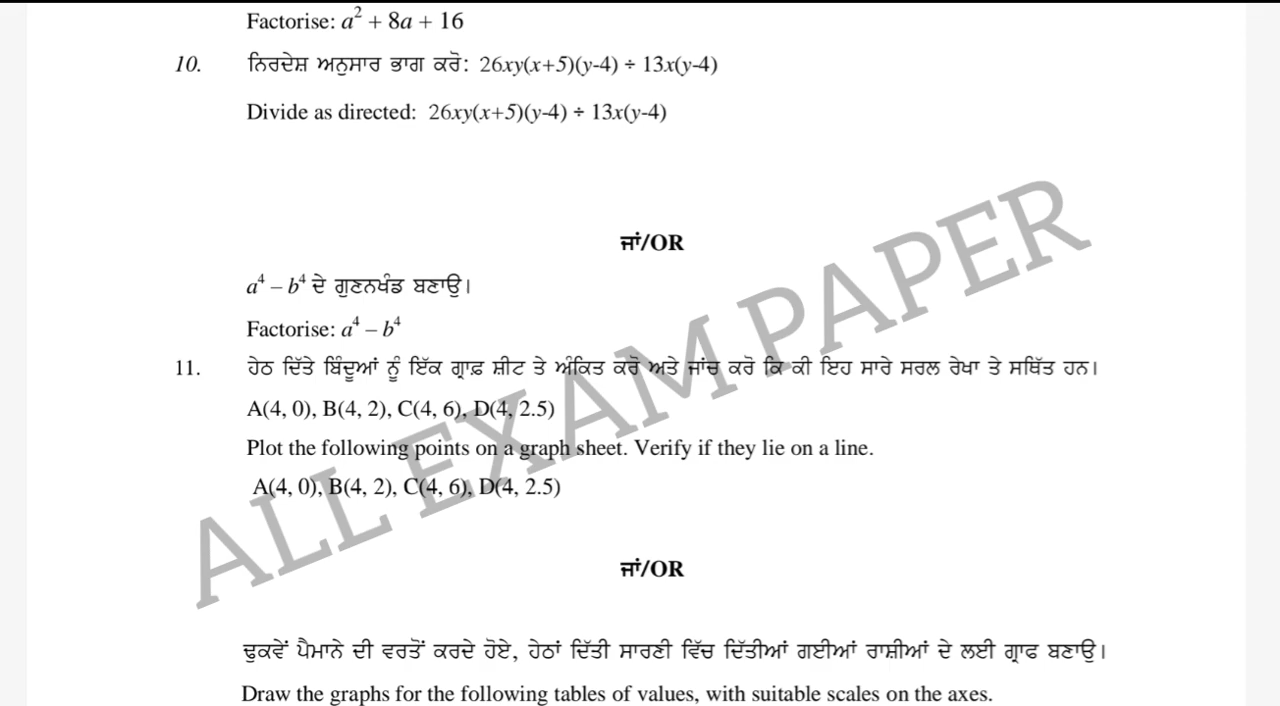 Factorise: a² + 8a + 16
10. ਨਿਰਦੇਸ਼ ਅਨੁਸਾਰ ਭਾਗ ਕਰੋ: 26xy(x+5)(y-4) ÷ 13x(y-4)
Divide as directed: 26xy(x+5)(y-4) ÷ 13x(y-4)
ਜਾਂ/OR
a⁴ – b⁴ ਦੇ ਗੁਣਨਖੰਡ ਬਣਾਉ।
Factorise: a⁴ – b⁴
11. ਹੇਠ ਦਿੱਤੇ ਬਿੰਦੂਆਂ ਨੂੰ ਇੱਕ ਗ੍ਰਾਫ਼ ਸ਼ੀਟ ਤੇ ਅੰਕਿਤ ਕਰੋ ਅਤੇ ਜਾਂਚ ਕਰੋ ਕਿ ਕੀ ਇਹ ਸਾਰੇ ਸਰਲ ਰੇਖਾ ਤੇ ਸਥਿੱਤ ਹਨ।
A(4, 0), B(4, 2), C(4, 6), D(4, 2.5)
Plot the following points on a graph sheet. Verify if they lie on a line.
A(4, 0), B(4, 2), C(4, 6), D(4, 2.5)
ALL EXAM PAPER
ਜਾਂ/OR
ਢੁਕਵੇਂ ਪੈਮਾਨੇ ਦੀ ਵਰਤੋਂ ਕਰਦੇ ਹੋਏ, ਹੇਠਾਂ ਦਿੱਤੀ ਸਾਰਣੀ ਵਿੱਚ ਦਿੱਤੀਆਂ ਗਈਆਂ ਰਾਸ਼ੀਆਂ ਦੇ ਲਈ ਗ੍ਰਾਫ ਬਣਾਉ।
Draw the graphs for the following tables of values, with suitable scales on the axes.